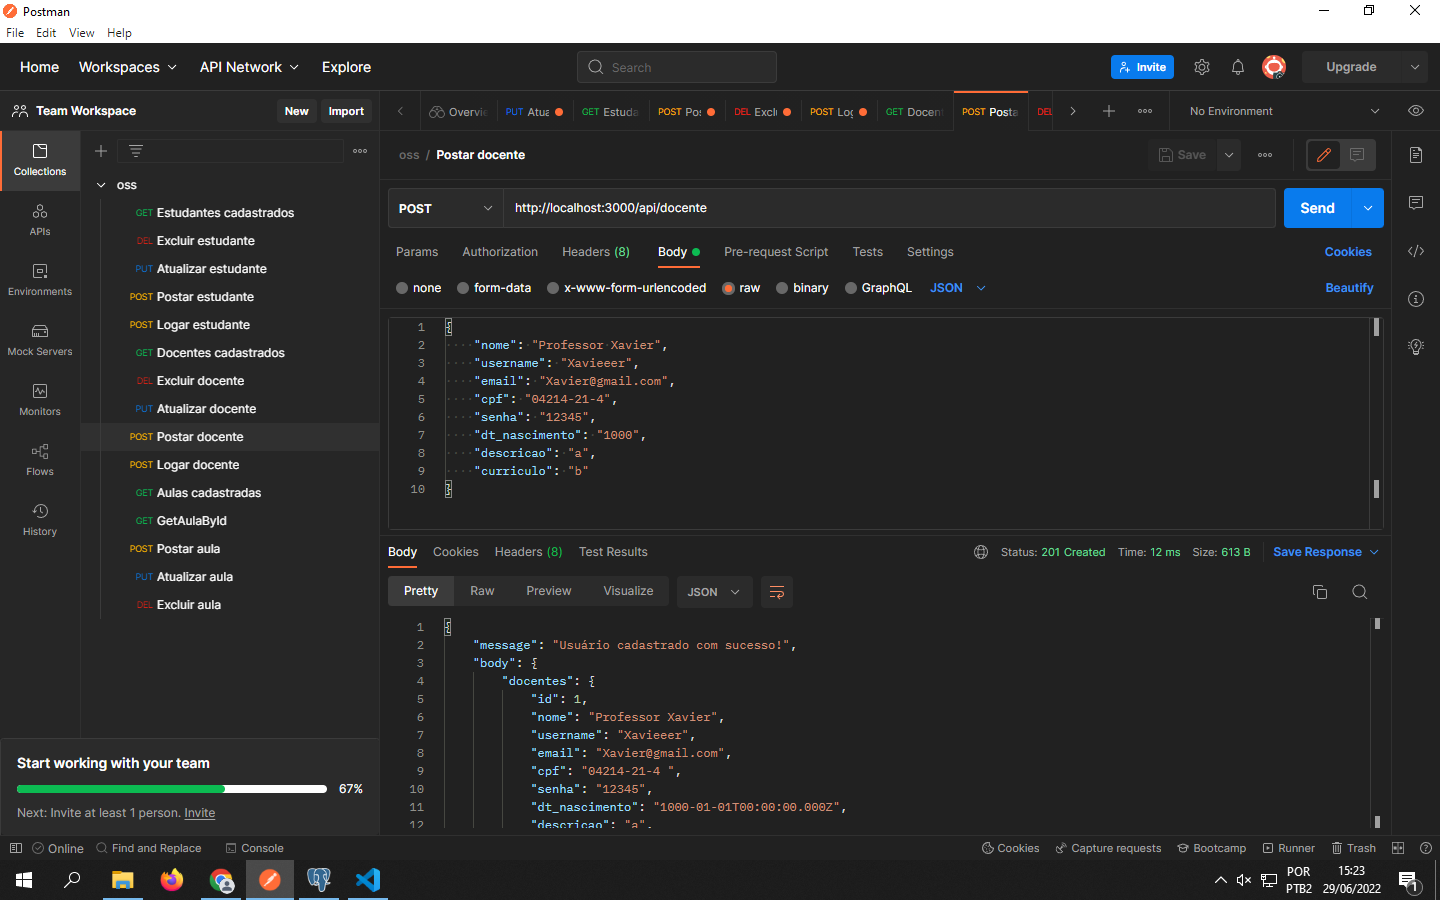 Postman
File Edit View Help
Home Workspaces API Network Explore
Search
Invite
Upgrade
Team Workspace
New Import
Overvie
PUT Atua
GET Estuda
POST Pos
DEL Exclu
POST Log
GET Docent
POST Posta
DEL
No Environment
Collections
APIs
Environments
Mock Servers
Monitors
Flows
History
oss
GET Estudantes cadastrados
DEL Excluir estudante
PUT Atualizar estudante
POST Postar estudante
POST Logar estudante
GET Docentes cadastrados
DEL Excluir docente
PUT Atualizar docente
POST Postar docente
POST Logar docente
GET Aulas cadastradas
GET GetAulaById
POST Postar aula
PUT Atualizar aula
DEL Excluir aula
Start working with your team
67%
Next: Invite at least 1 person. Invite
oss / Postar docente
Save
POST
http://localhost:3000/api/docente
Send
Params Authorization Headers (8) Body Pre-request Script Tests Settings
Cookies
none form-data x-www-form-urlencoded raw binary GraphQL JSON
Beautify
1 {
2 "nome": "Professor Xavier",
3 "username": "Xavieeer",
4 "email": "Xavier@gmail.com",
5 "cpf": "04214-21-4",
6 "senha": "12345",
7 "dt_nascimento": "1000",
8 "descricao": "a",
9 "curriculo": "b"
10 }
Body Cookies Headers (8) Test Results
Status: 201 Created Time: 12 ms Size: 613 B Save Response
Pretty Raw Preview Visualize JSON
1 {
2 "message": "Usuário cadastrado com sucesso!",
3 "body": {
4 "docentes": {
5 "id": 1,
6 "nome": "Professor Xavier",
7 "username": "Xavieeer",
8 "email": "Xavier@gmail.com",
9 "cpf": "04214-21-4 ",
10 "senha": "12345",
11 "dt_nascimento": "1000-01-01T00:00:00.000Z",
12 "descricao": "a",
Online Find and Replace Console
Cookies Capture requests Bootcamp Runner Trash
POR
PTB2
15:23
29/06/2022
1